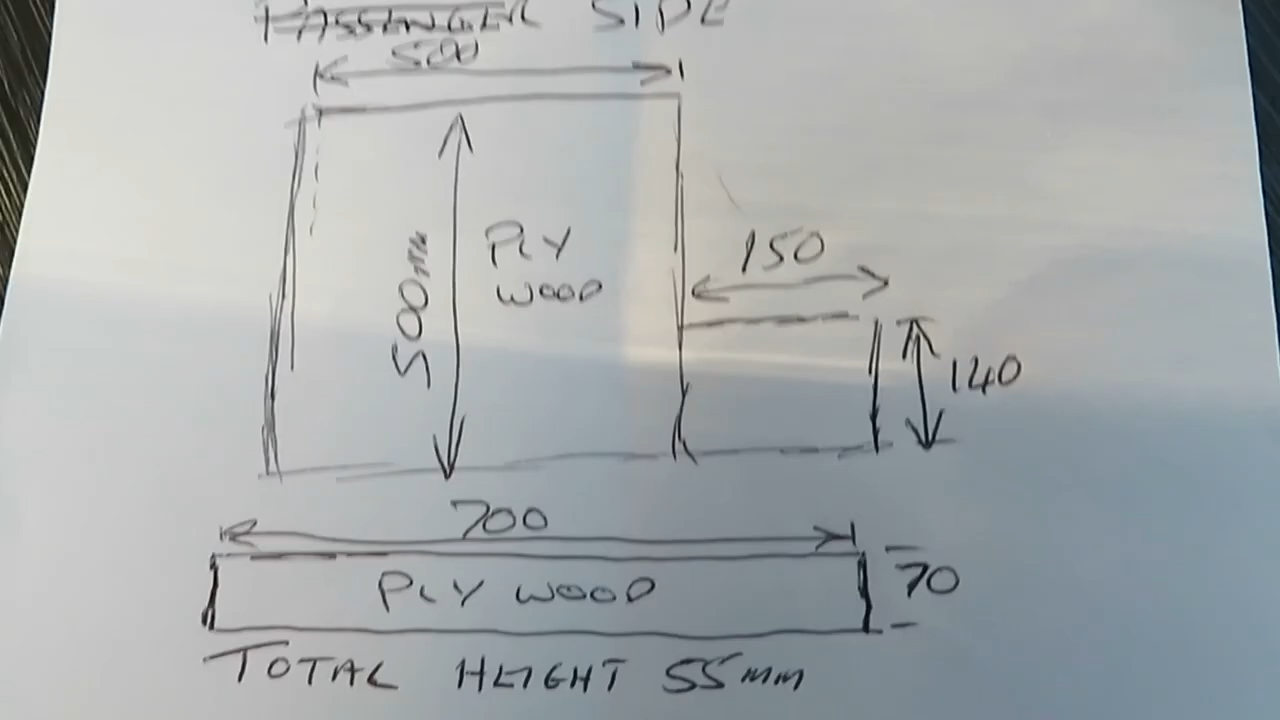 PASSENGER SIDE
500
500mm
PLY
WOOD
150
140
700
PLY WOOD
70
TOTAL HEIGHT 55mm